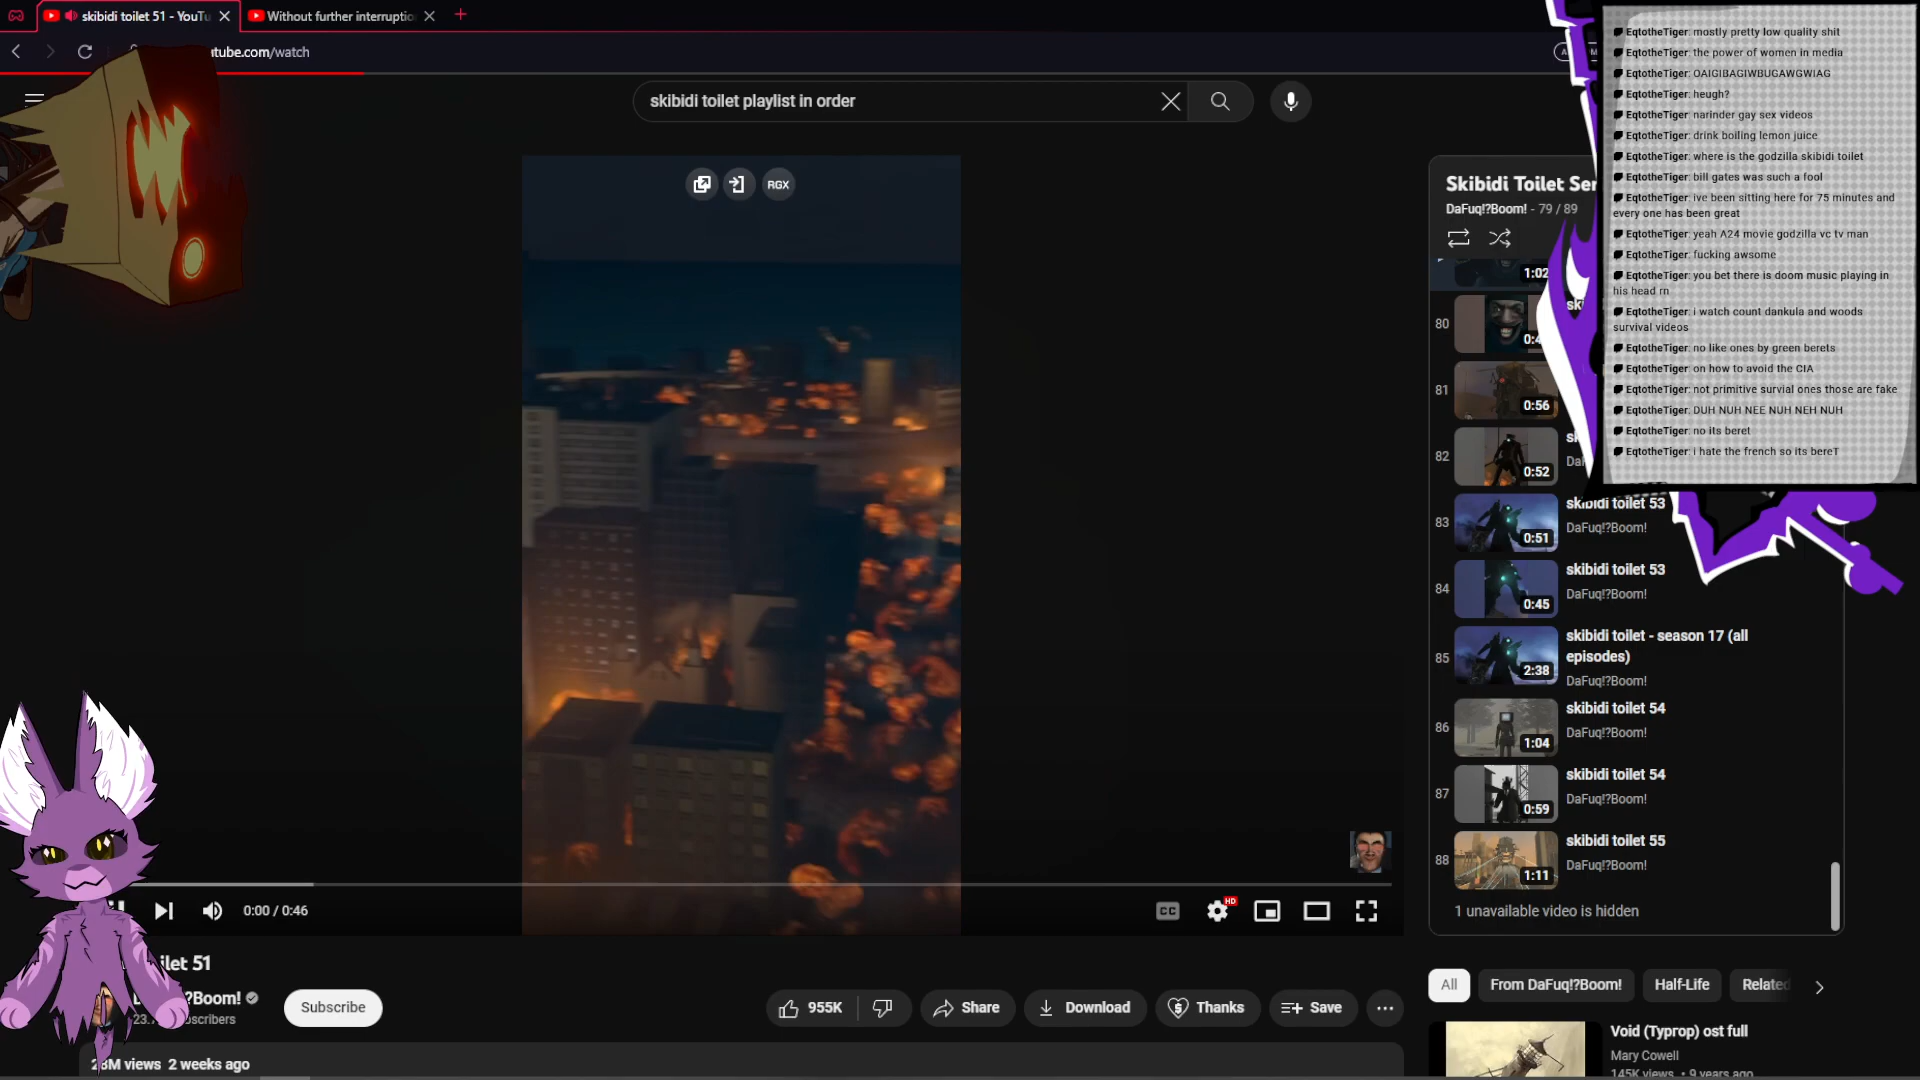 skibidi toilet 51 - YouTu
Without further interruptio
utube.com/watch
skibidi toilet playlist in order
RGX
Skibidi Toilet Ser
DaFuq!?Boom! - 79 / 89
1:02
80
81
0:56
82
0:52
83
0:51
skibidi toilet 53
DaFuq!?Boom!
84
0:45
skibidi toilet 53
DaFuq!?Boom!
85
2:38
skibidi toilet - season 17 (all
episodes)
DaFuq!?Boom!
86
1:04
skibidi toilet 54
DaFuq!?Boom!
87
0:59
skibidi toilet 54
DaFuq!?Boom!
88
1:11
skibidi toilet 55
DaFuq!?Boom!
1 unavailable video is hidden
EqtotheTiger: mostly pretty low quality shit
EqtotheTiger: the power of women in media
EqtotheTiger: OAIGIBAGIWBUGAWGWIAG
EqtotheTiger: heugh?
EqtotheTiger: narinder gay sex videos
EqtotheTiger: drink boiling lemon juice
EqtotheTiger: where is the godzilla skibidi toilet
EqtotheTiger: bill gates was such a fool
EqtotheTiger: ive been sitting here for 75 minutes and
every one has been great
EqtotheTiger: yeah A24 movie godzilla vc tv man
EqtotheTiger: fucking awsome
EqtotheTiger: you bet there is doom music playing in
his head rn
EqtotheTiger: i watch count dankula and woods
survival videos
EqtotheTiger: no like ones by green berets
EqtotheTiger: on how to avoid the CIA
EqtotheTiger: not primitive survial ones those are fake
EqtotheTiger: DUH NUH NEE NUH NEH NUH
EqtotheTiger: no its beret
EqtotheTiger: i hate the french so its bereT
0:00 / 0:46
CC
HD
ilet 51
?Boom!
Subscribe
955K
Share
Download
Thanks
Save
views 2 weeks ago
All
From DaFuq!?Boom!
Half-Life
Related
Void (Typrop) ost full
Mary Cowell
145K views • 9 years ago